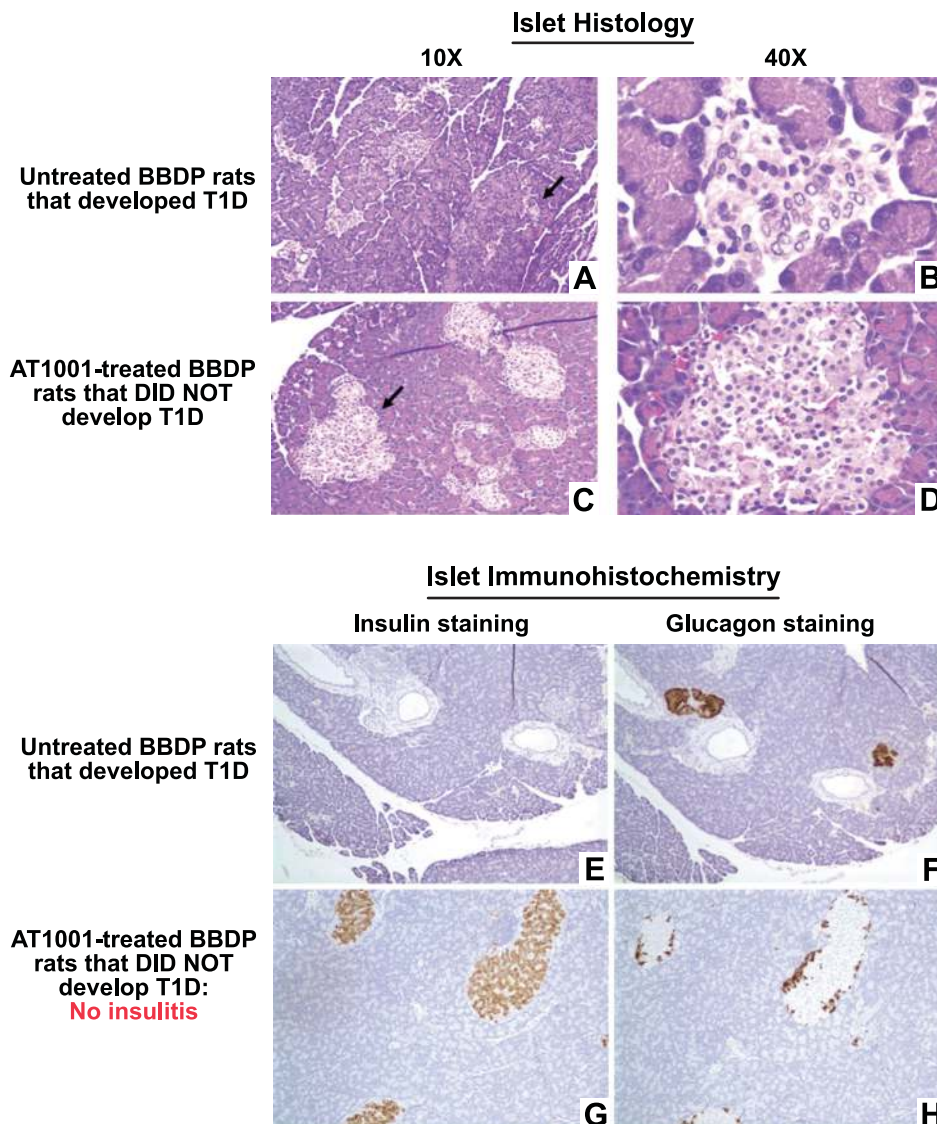 Islet Histology
10X
40X
Untreated BBDP rats
that developed T1D
A
B
AT1001-treated BBDP
rats that DID NOT
develop T1D
C
D
Islet Immunohistochemistry
Insulin staining
Glucagon staining
Untreated BBDP rats
that developed T1D
E
F
AT1001-treated BBDP
rats that DID NOT
develop T1D:
No insulitis
G
H